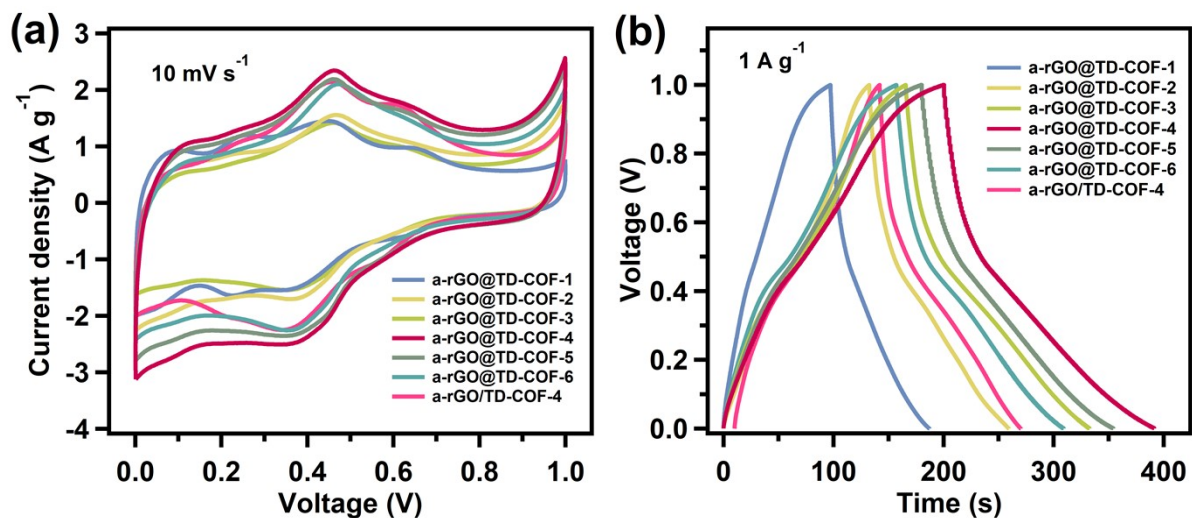 (a)
10 mV s⁻¹
Current density (A g⁻¹)
3
2
1
0
-1
-2
-3
-4
a-rGO@TD-COF-1
a-rGO@TD-COF-2
a-rGO@TD-COF-3
a-rGO@TD-COF-4
a-rGO@TD-COF-5
a-rGO@TD-COF-6
a-rGO/TD-COF-4
0.0 0.2 0.4 0.6 0.8 1.0
Voltage (V)
(b)
1 A g⁻¹
Voltage (V)
1.0
0.8
0.6
0.4
0.2
0.0
a-rGO@TD-COF-1
a-rGO@TD-COF-2
a-rGO@TD-COF-3
a-rGO@TD-COF-4
a-rGO@TD-COF-5
a-rGO@TD-COF-6
a-rGO/TD-COF-4
0 100 200 300 400
Time (s)